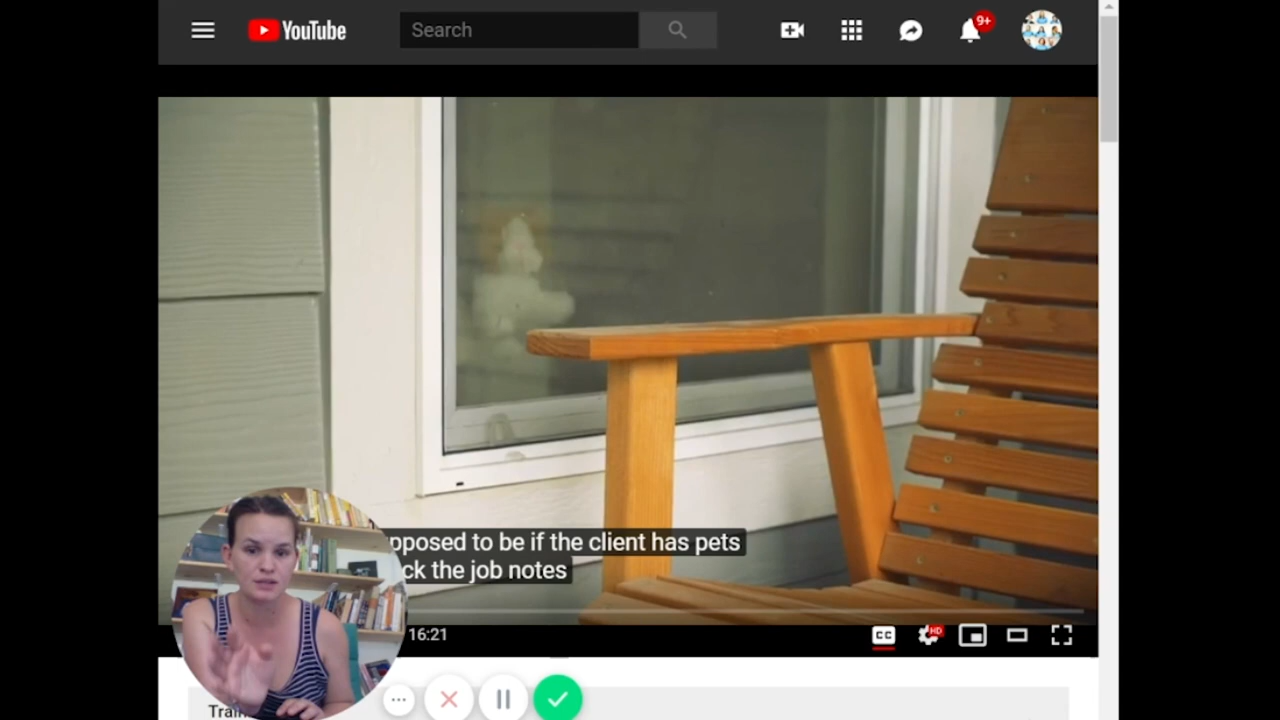 YouTube
Search
9+
pposed to be if the client has pets
ck the job notes
16:21
CC
HD